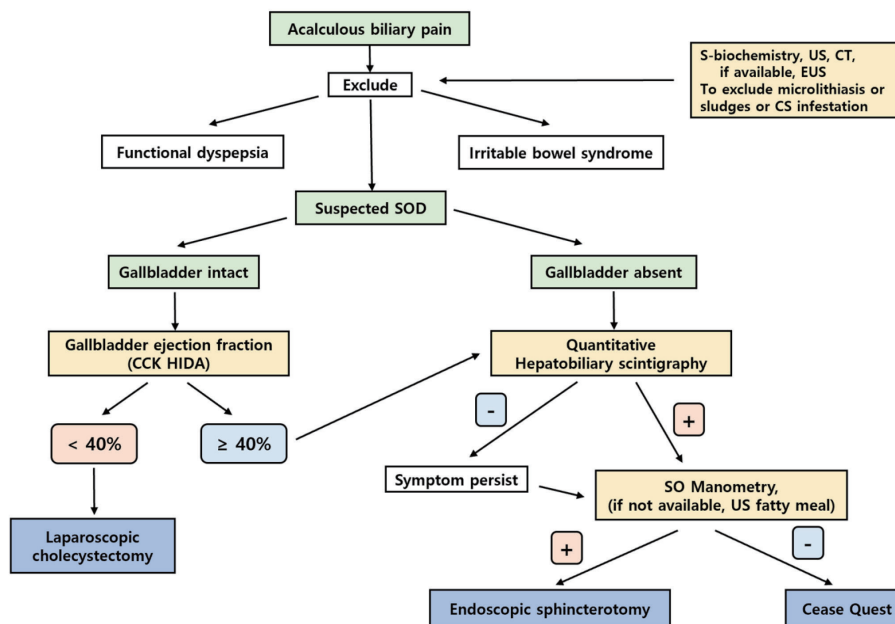 Acalculous biliary pain
S-biochemistry, US, CT,
if available, EUS
To exclude microlithiasis or
sludges or CS infestation
Exclude
Functional dyspepsia
Irritable bowel syndrome
Suspected SOD
Gallbladder intact
Gallbladder absent
Gallbladder ejection fraction
(CCK HIDA)
Quantitative
Hepatobiliary scintigraphy
-
+
< 40%
≥ 40%
Symptom persist
SO Manometry,
(if not available, US fatty meal)
Laparoscopic
cholecystectomy
+
-
Endoscopic sphincterotomy
Cease Quest